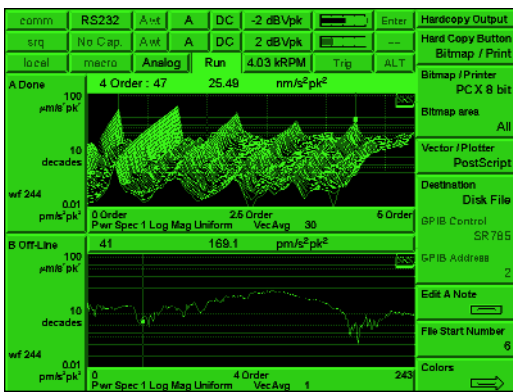 comm RS232 Awt A DC -2 dBVpk Enter Hardcopy Output
srq No Cap. Awt A DC 2 dBVpk --
local macro Analog Run 4.03 kRPM Trig ALT
Hard Copy Button
Bitmap / Print
Bitmap / Printer
PCX 8 bit
Bitmap area
All
Vector / Plotter
PostScript
Destination
Disk File
GPIB Control
SR785
GPIB Address
2
Edit A Note
File Start Number
6
Colors
A Done 4 Order : 47 25.49 nm/s²pk²
100
µm/s²pk²
10
decades
wf 244
0.01
pm/s²pk²
0 Order 2.5 Order 5 Order
Pwr Spec 1 Log Mag Uniform VecAvg 30
B Off-Line 41 169.1 pm/s²pk²
100
µm/s²pk²
10
decades
wf 244
0.01
pm/s²pk²
0 4 Order 243
Pwr Spec 1 Log Mag Uniform VecAvg 1